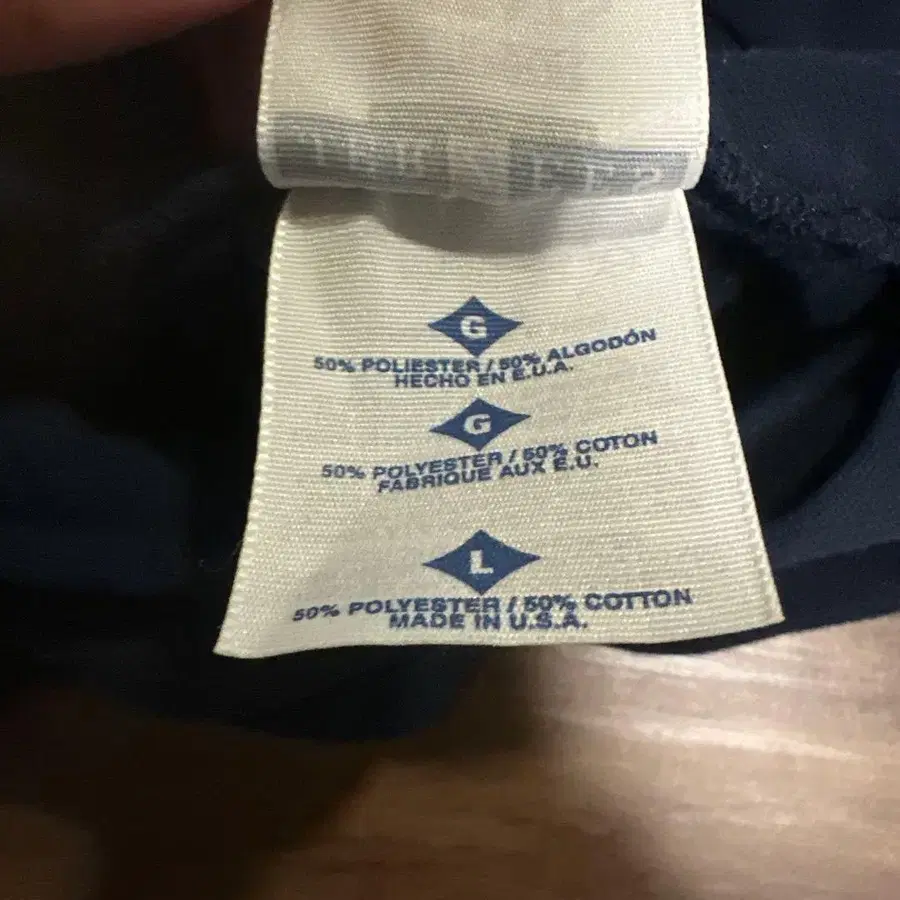 G
50% POLIESTER / 50% ALGODÓN
HECHO EN E.U.A.
G
50% POLYESTER / 50% COTON
FABRIQUE AUX E.U.
L
50% POLYESTER / 50% COTTON
MADE IN U.S.A.